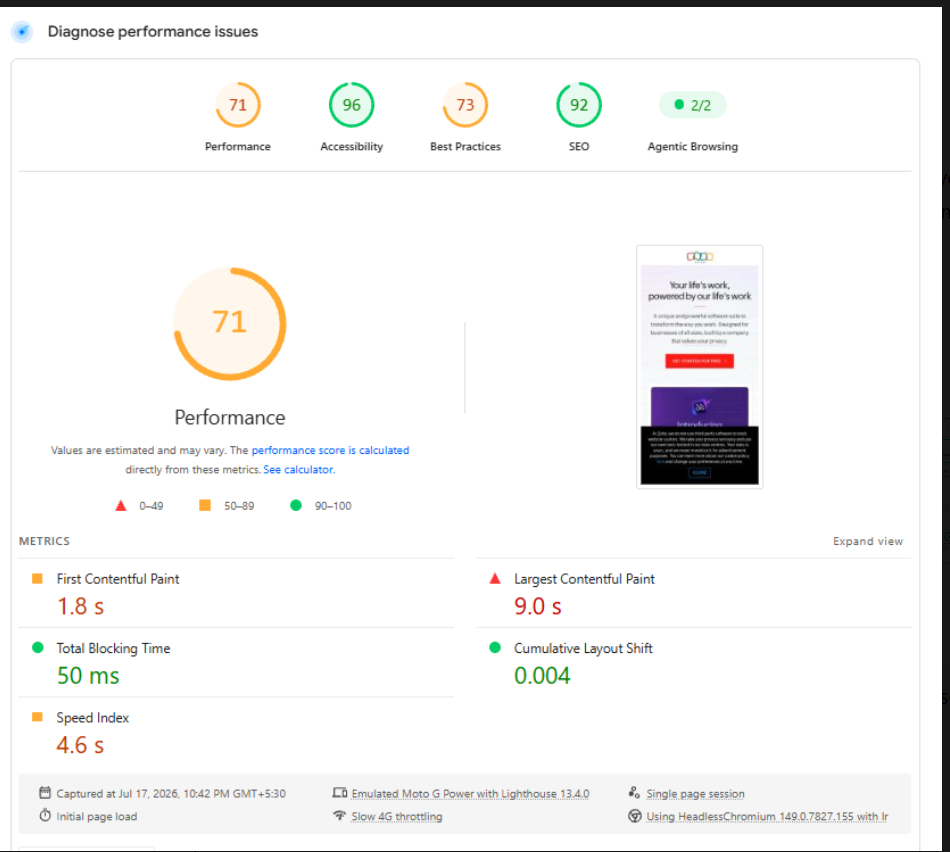 Diagnose performance issues
71
96
73
92
2/2
Performance
Accessibility
Best Practices
SEO
Agentic Browsing
71
Performance
Values are estimated and may vary. The performance score is calculated
directly from these metrics. See calculator.
0–49
50–89
90–100
Your life's work,
powered by our life's work
A unique and powerful software suite to
transform the way you work. Designed for
businesses of all sizes, built by a company
that values your privacy.
GET STARTED FOR FREE
Introducing
CLOSE
METRICS
Expand view
First Contentful Paint
1.8 s
Largest Contentful Paint
9.0 s
Total Blocking Time
50 ms
Cumulative Layout Shift
0.004
Speed Index
4.6 s
Captured at Jul 17, 2026, 10:42 PM GMT+5:30
Emulated Moto G Power with Lighthouse 13.4.0
Single page session
Initial page load
Slow 4G throttling
Using HeadlessChromium 149.0.7827.155 with lr